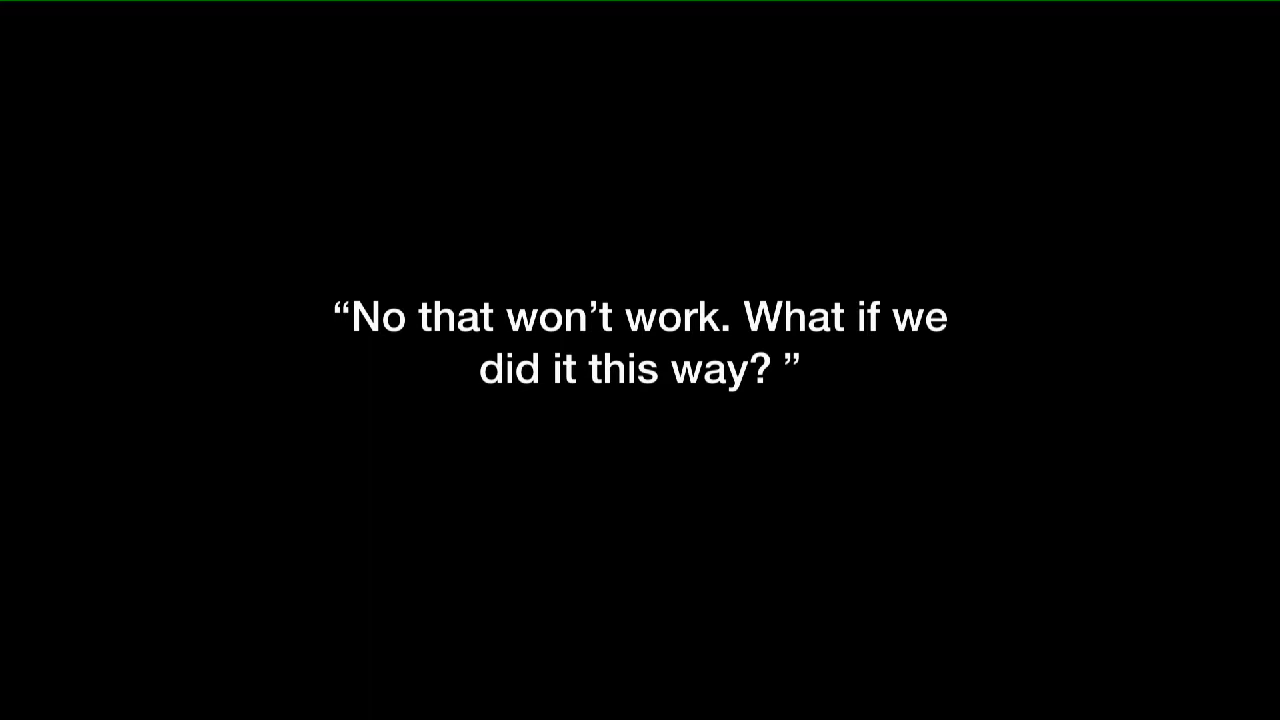 “No that won’t work. What if we
did it this way? ”